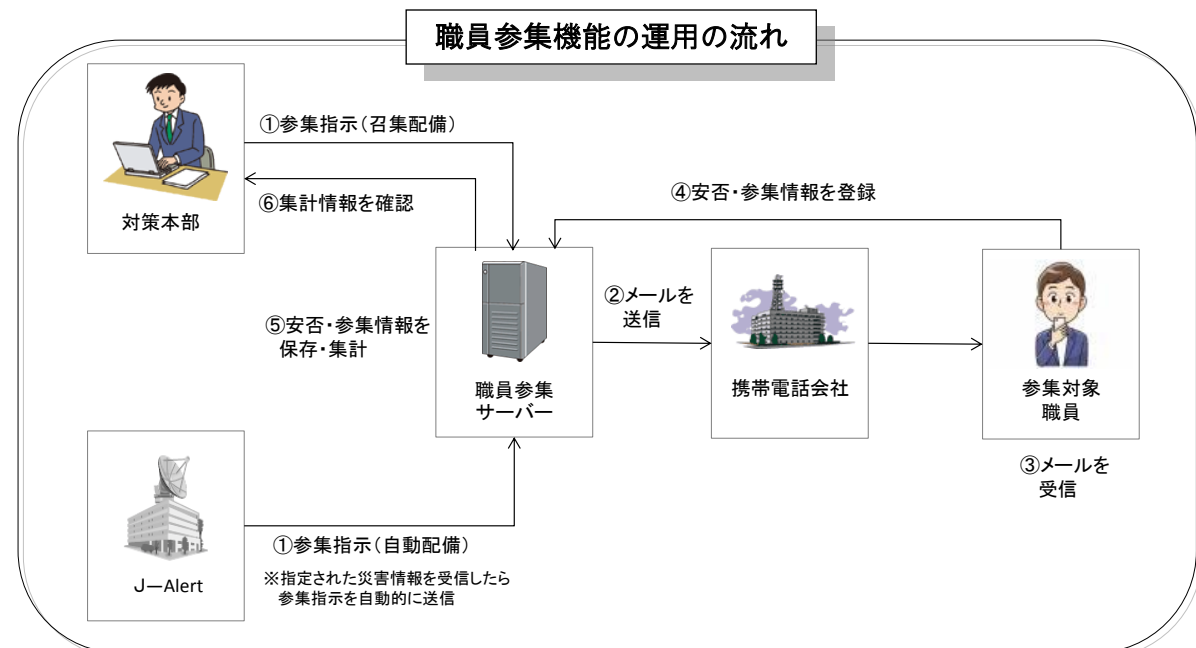 職員参集機能の運用の流れ
①参集指示（召集配備）
⑥集計情報を確認
対策本部
④安否・参集情報を登録
②メールを
送信
⑤安否・参集情報を
保存・集計
職員参集
サーバー
携帯電話会社
参集対象
職員
③メールを
受信
J－Alert
①参集指示（自動配備）
※指定された災害情報を受信したら
参集指示を自動的に送信